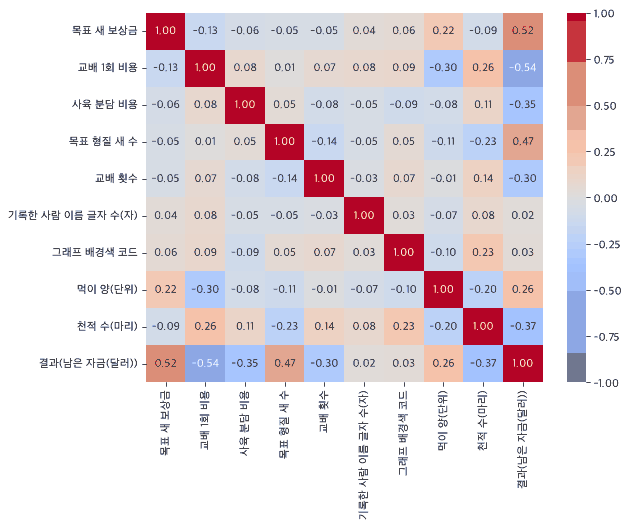 목표 새 보상금 1.00 -0.13 -0.06 -0.05 -0.05 0.04 0.06 0.22 -0.09 0.52
교배 1회 비용 -0.13 1.00 0.08 0.01 0.07 0.08 0.09 -0.30 0.26 -0.54
사육 분담 비용 -0.06 0.08 1.00 0.05 -0.08 -0.05 -0.09 -0.08 0.11 -0.35
목표 형질 새 수 -0.05 0.01 0.05 1.00 -0.14 -0.05 0.05 -0.11 -0.23 0.47
교배 횟수 -0.05 0.07 -0.08 -0.14 1.00 -0.03 0.07 -0.01 0.14 -0.30
기록한 사람 이름 글자 수(자) 0.04 0.08 -0.05 -0.05 -0.03 1.00 0.03 -0.07 0.08 0.02
그래프 배경색 코드 0.06 0.09 -0.09 0.05 0.07 0.03 1.00 -0.10 0.23 0.03
먹이 양(단위) 0.22 -0.30 -0.08 -0.11 -0.01 -0.07 -0.10 1.00 -0.20 0.26
천적 수(마리) -0.09 0.26 0.11 -0.23 0.14 0.08 0.23 -0.20 1.00 -0.37
결과(남은 자금(달러)) 0.52 -0.54 -0.35 0.47 -0.30 0.02 0.03 0.26 -0.37 1.00
목표 새 보상금
교배 1회 비용
사육 분담 비용
목표 형질 새 수
교배 횟수
기록한 사람 이름 글자 수(자)
그래프 배경색 코드
먹이 양(단위)
천적 수(마리)
결과(남은 자금(달러))
1.00
0.75
0.50
0.25
0.00
-0.25
-0.50
-0.75
-1.00